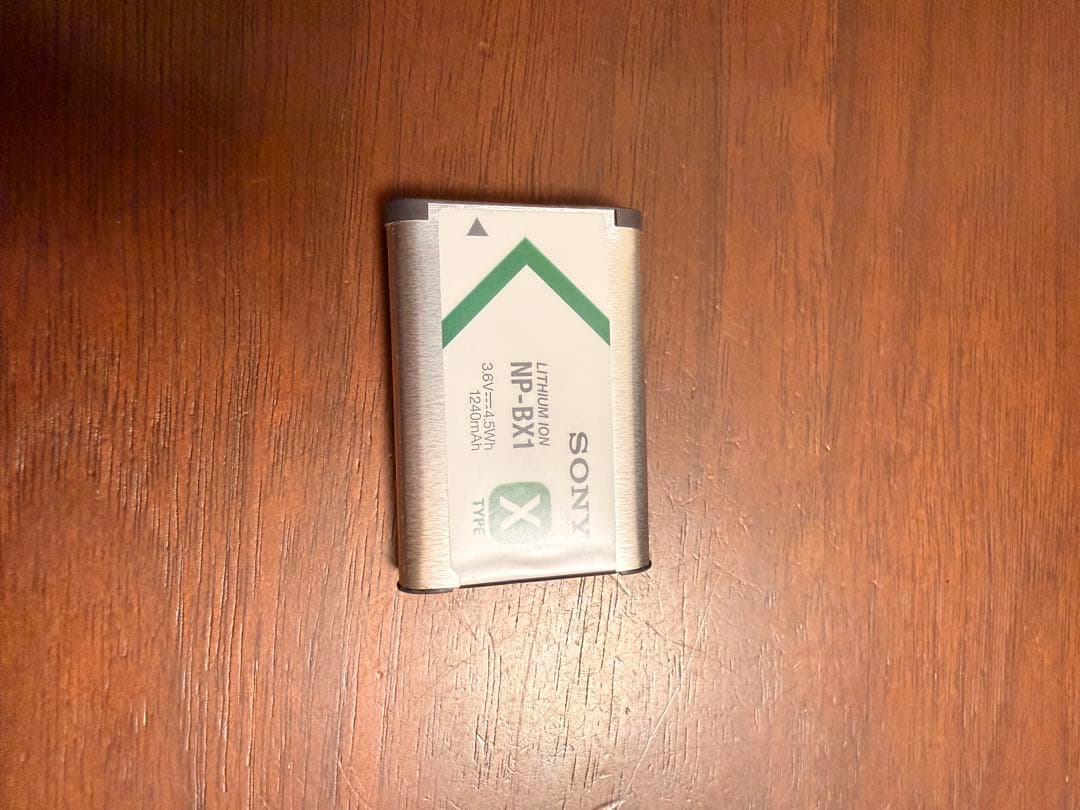 SONY
LITHIUM ION
NP-BX1
3.6V⎓4.5Wh
1240mAh
X
TYPE